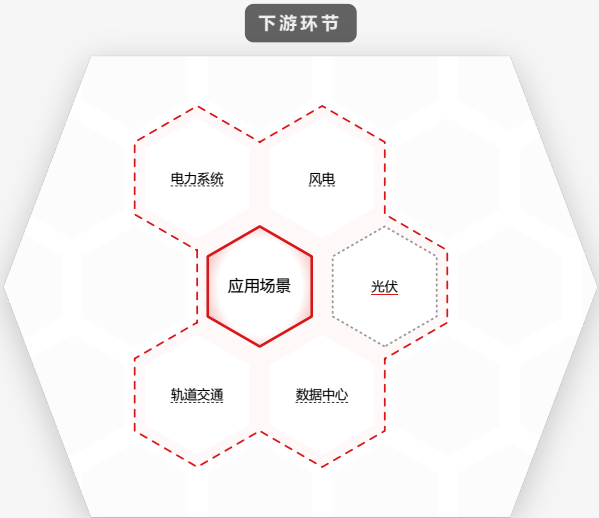 下游环节
电力系统
风电
应用场景
光伏
轨道交通
数据中心